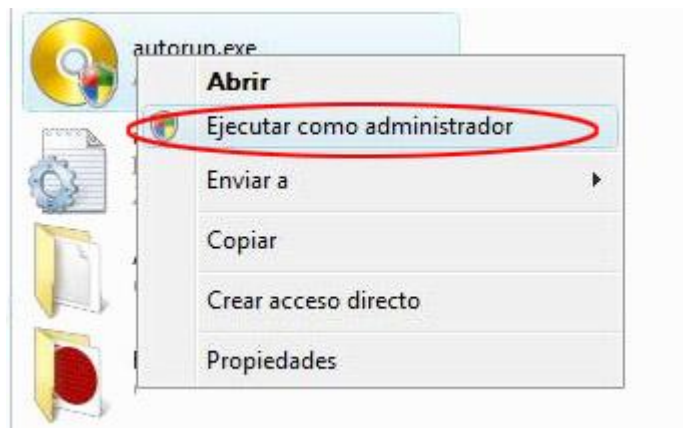 autorun.exe
Abrir
Ejecutar como administrador
Enviar a
Copiar
Crear acceso directo
Propiedades